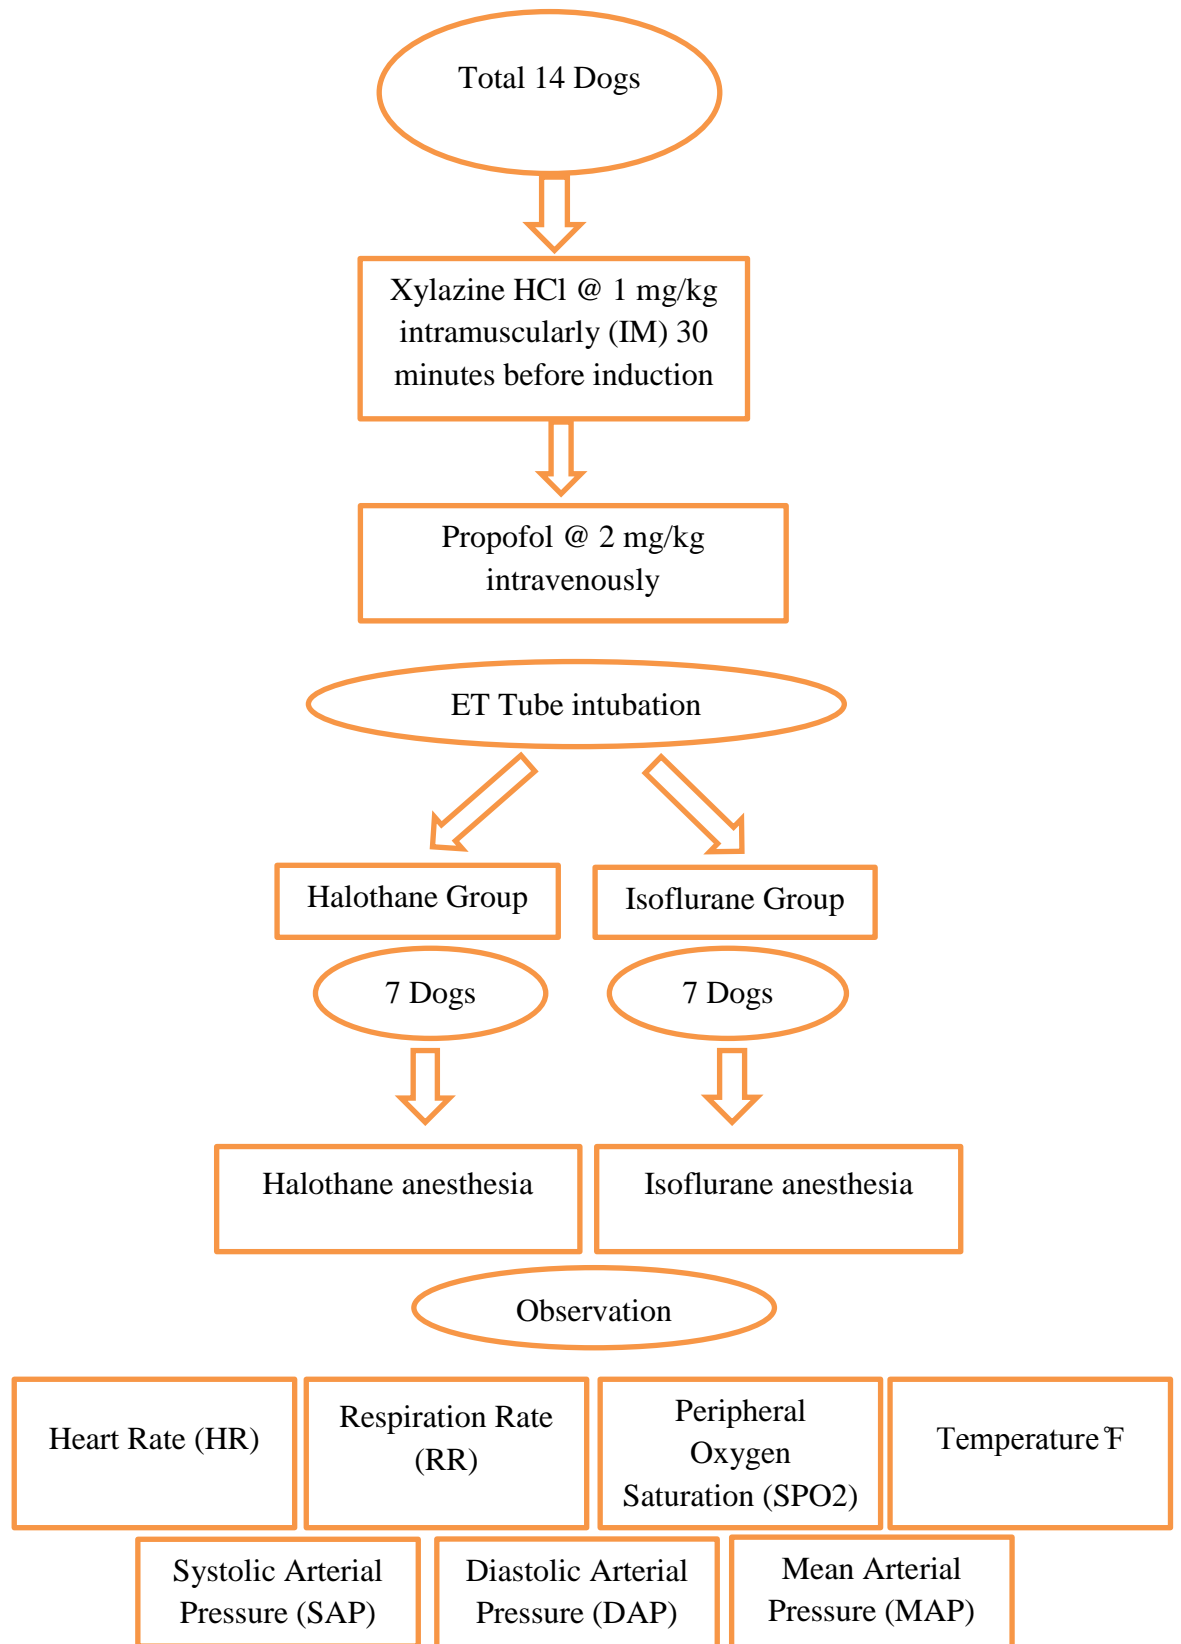 Total 14 Dogs
Xylazine HCl @ 1 mg/kg
intramuscularly (IM) 30
minutes before induction
Propofol @ 2 mg/kg
intravenously
ET Tube intubation
Halothane Group
Isoflurane Group
7 Dogs
7 Dogs
Halothane anesthesia
Isoflurane anesthesia
Observation
Heart Rate (HR)
Respiration Rate
(RR)
Peripheral
Oxygen
Saturation (SPO2)
Temperature °F
Systolic Arterial
Pressure (SAP)
Diastolic Arterial
Pressure (DAP)
Mean Arterial
Pressure (MAP)